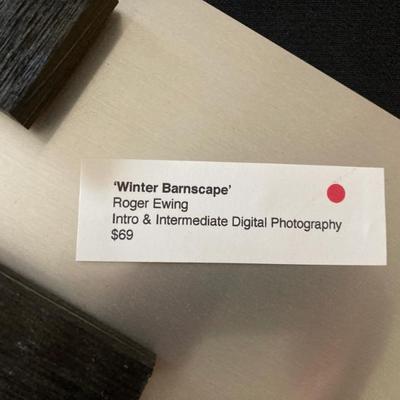 ‘Winter Barnscape’
Roger Ewing
Intro & Intermediate Digital Photography
$69